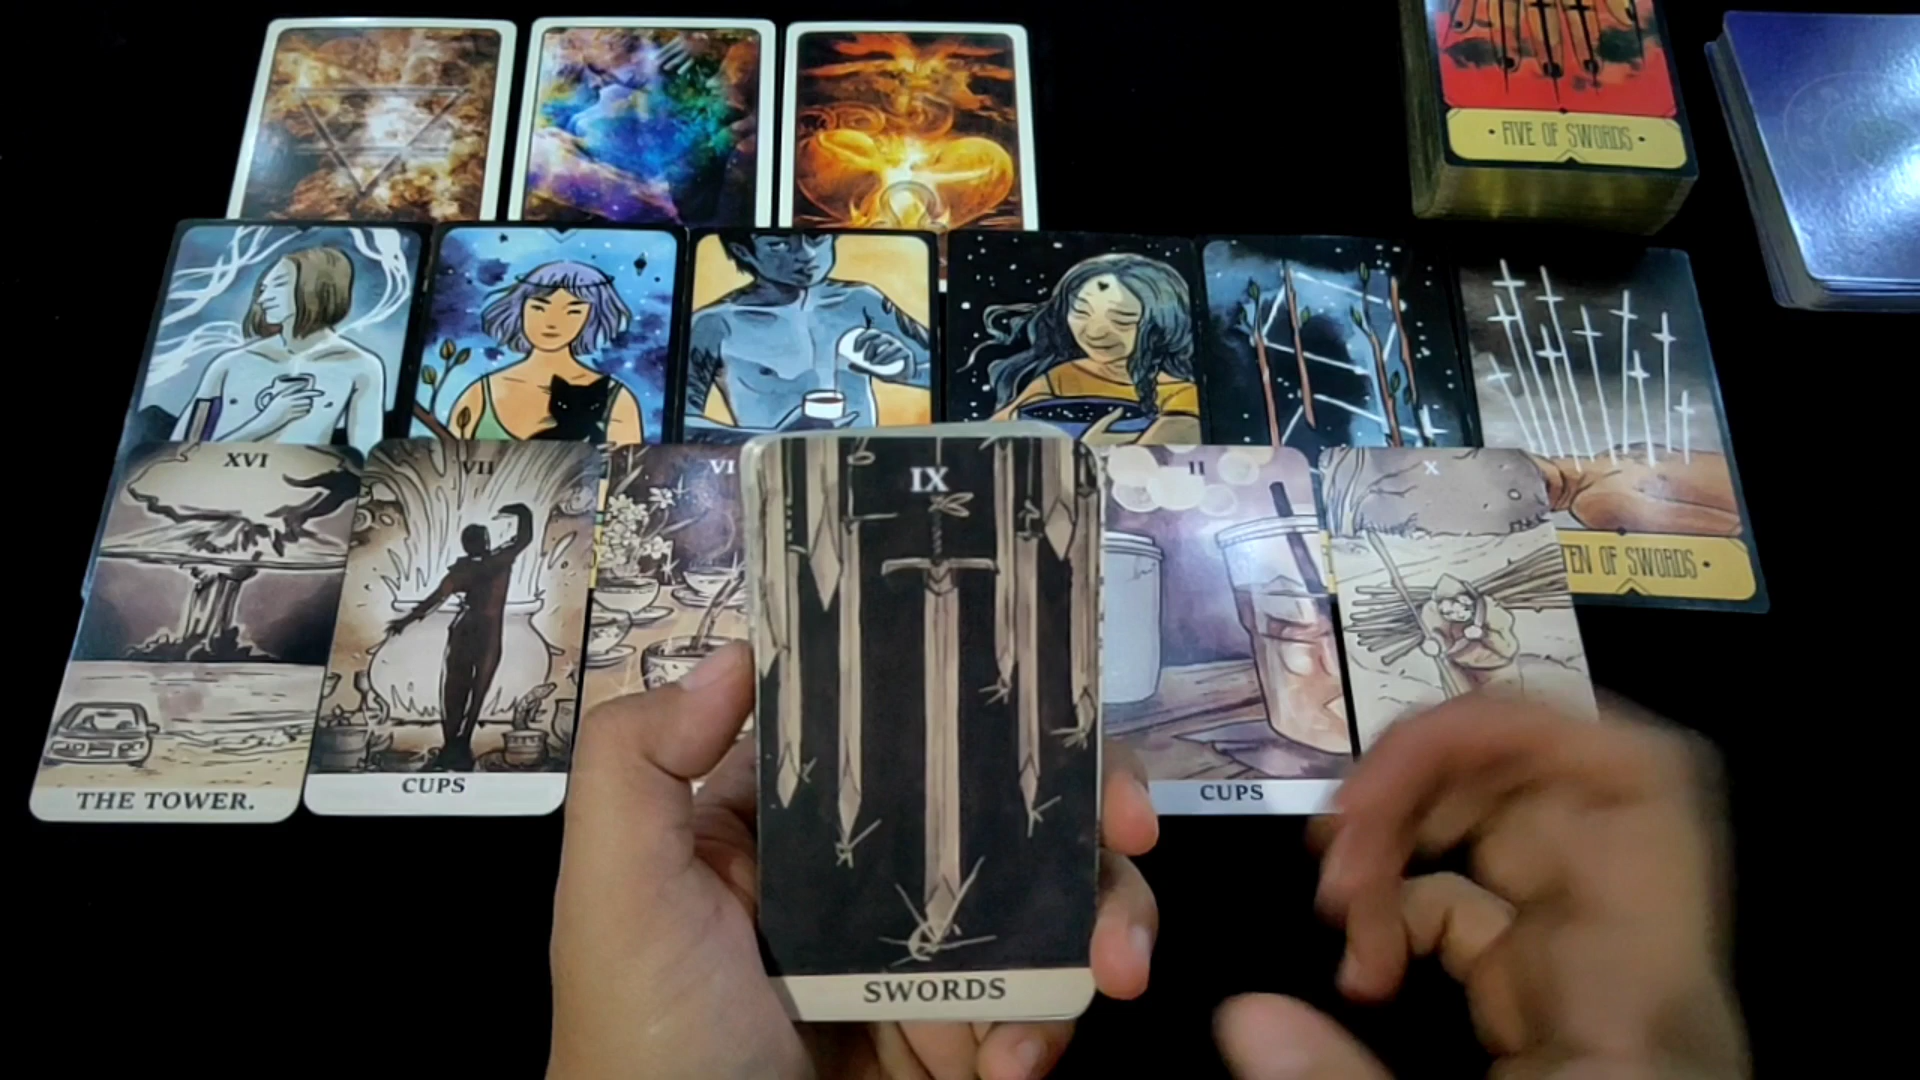 • FIVE OF SWORDS •
TEN OF SWORDS •
XVI
THE TOWER.
VII
CUPS
VI
IX
SWORDS
II
CUPS
X